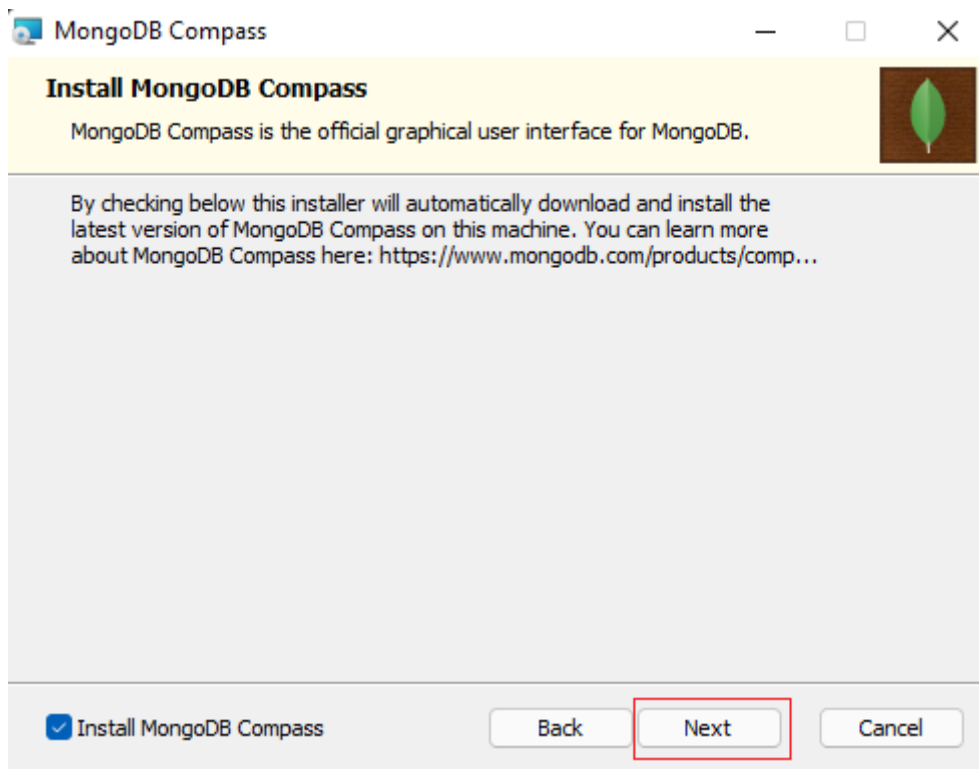 MongoDB Compass
Install MongoDB Compass
MongoDB Compass is the official graphical user interface for MongoDB.
By checking below this installer will automatically download and install the
latest version of MongoDB Compass on this machine. You can learn more
about MongoDB Compass here: https://www.mongodb.com/products/comp...
Install MongoDB Compass Back Next Cancel